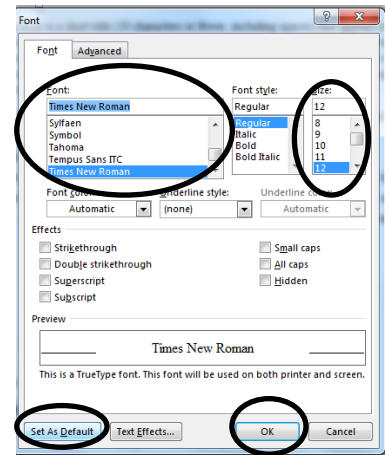 Font
Font Advanced
Font: Font style: Size:
Times New Roman Regular 12
Sylfaen Regular 8
Symbol Italic 9
Tahoma Bold 10
Tempus Sans ITC Bold Italic 11
Times New Roman 12
Font color: Underline style: Underline color:
Automatic (none) Automatic
Effects
Strikethrough Small caps
Double strikethrough All caps
Superscript Hidden
Subscript
Preview
Times New Roman
This is a TrueType font. This font will be used on both printer and screen.
Set As Default Text Effects... OK Cancel